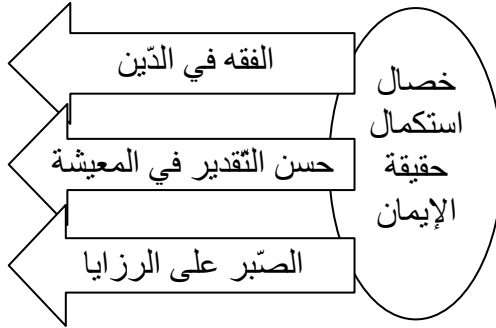 خصال
استكمال
حقيقة
الإيمان
الفقه في الدّين
حسن التّقدير في المعيشة
الصّبر على الرزايا